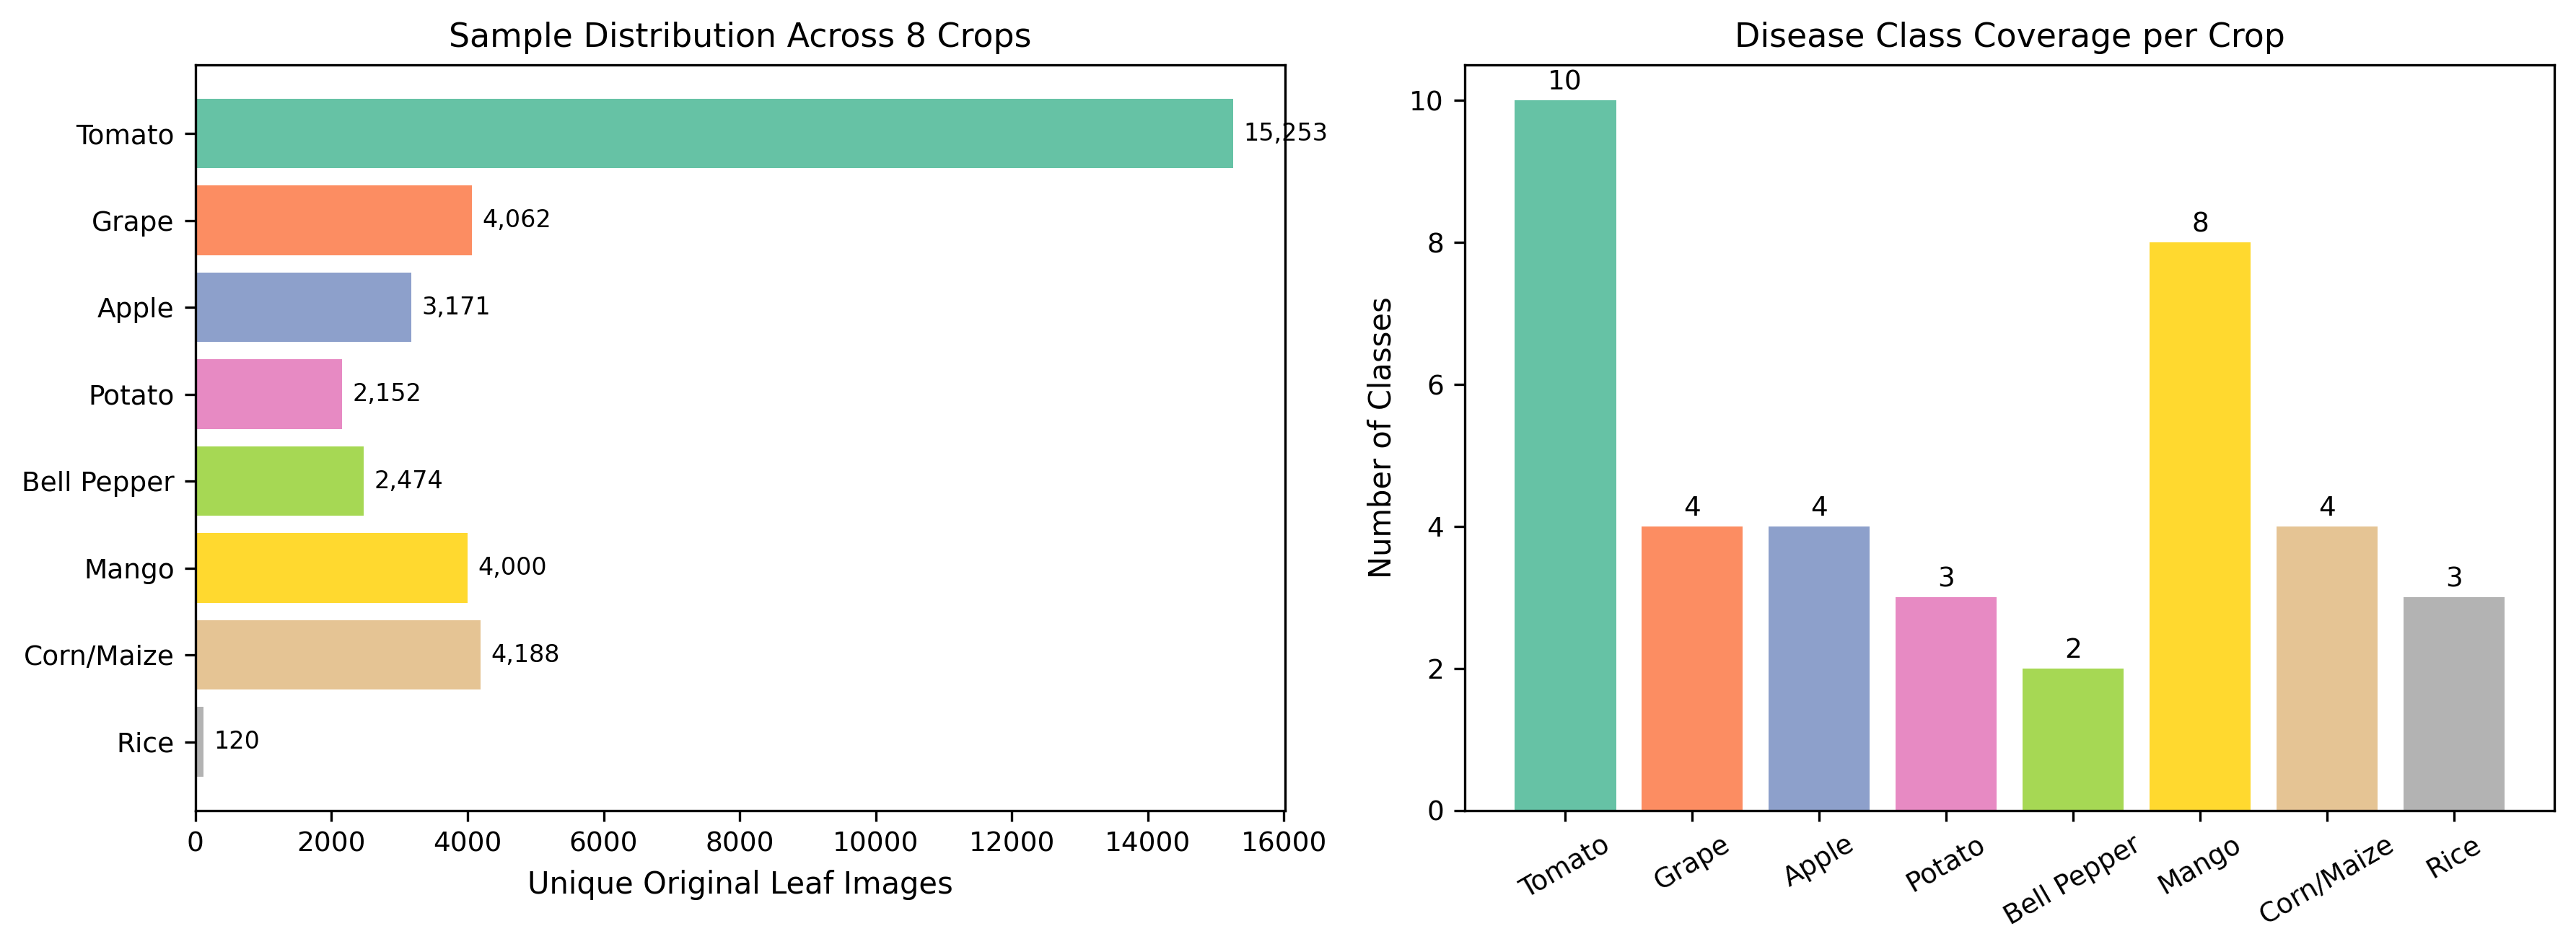 Sample Distribution Across 8 Crops
Tomato
15,253
Grape
4,062
Apple
3,171
Potato
2,152
Bell Pepper
2,474
Mango
4,000
Corn/Maize
4,188
Rice
120
0 2000 4000 6000 8000 10000 12000 14000 16000
Unique Original Leaf Images
Disease Class Coverage per Crop
Number of Classes
10
8
6
4
2
0
10
4
4
3
2
8
4
3
Tomato
Grape
Apple
Potato
Bell Pepper
Mango
Corn/Maize
Rice